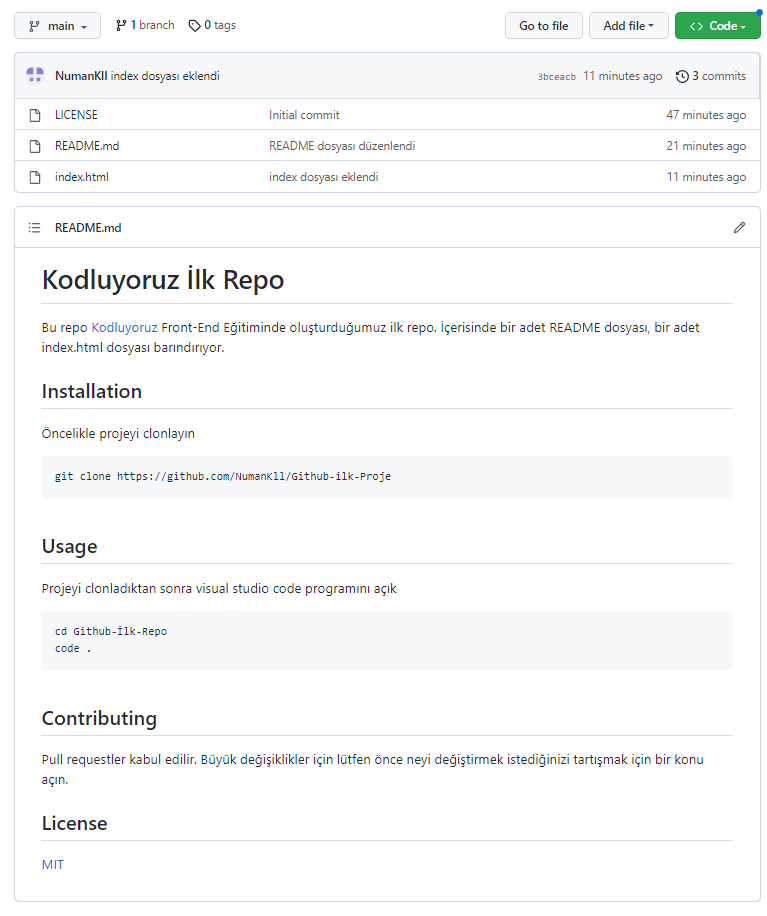 main
1 branch
0 tags
Go to file
Add file
Code
NumanKll index dosyası eklendi
3bceacb 11 minutes ago
3 commits
LICENSE
Initial commit
47 minutes ago
README.md
README dosyası düzenlendi
21 minutes ago
index.html
index dosyası eklendi
11 minutes ago
README.md
Kodluyoruz İlk Repo
Bu repo Kodluyoruz Front-End Eğitiminde oluşturduğumuz ilk repo. İçerisinde bir adet README dosyası, bir adet
index.html dosyası barındırıyor.
Installation
Öncelikle projeyi clonlayın
git clone https://github.com/NumanKll/Github-ilk-Proje
Usage
Projeyi clonladıktan sonra visual studio code programını açık
cd Github-İlk-Repo
code .
Contributing
Pull requestler kabul edilir. Büyük değişiklikler için lütfen önce neyi değiştirmek istediğinizi tartışmak için bir konu
açın.
License
MIT